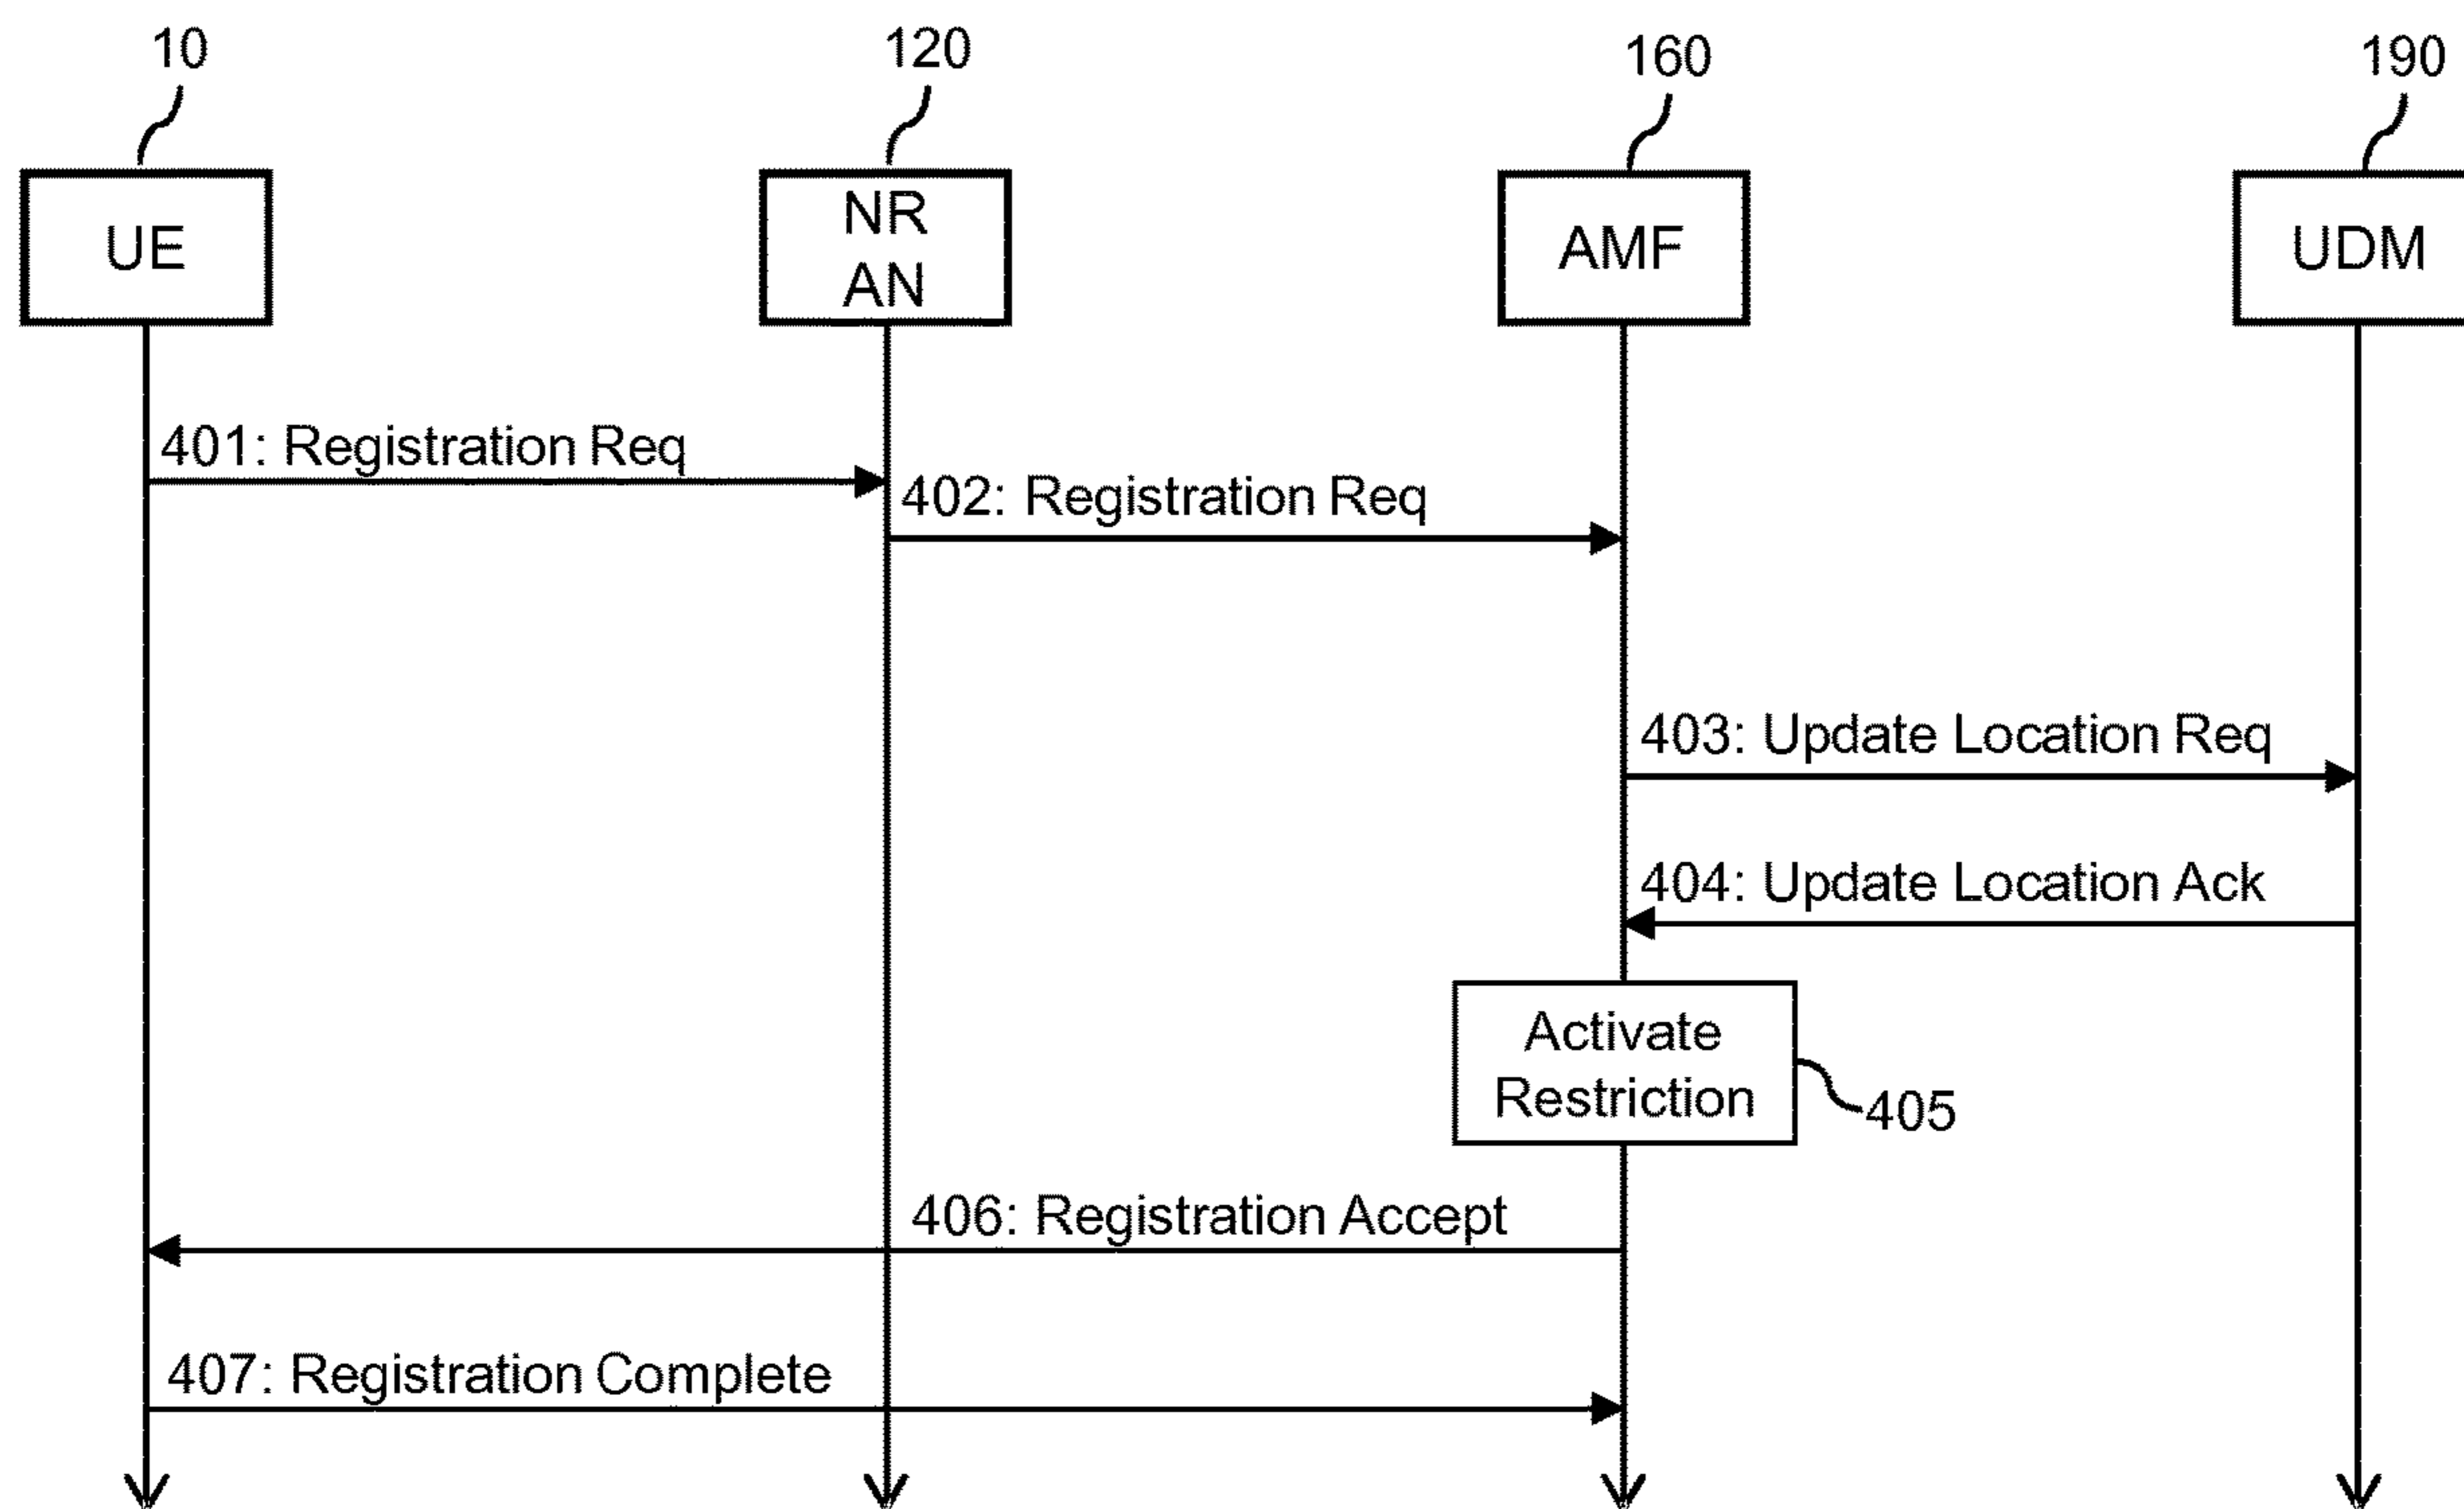 10
120
160
190
UE
NR
AN
AMF
UDM
401: Registration Req
402: Registration Req
403: Update Location Req
404: Update Location Ack
Activate
Restriction
405
406: Registration Accept
407: Registration Complete